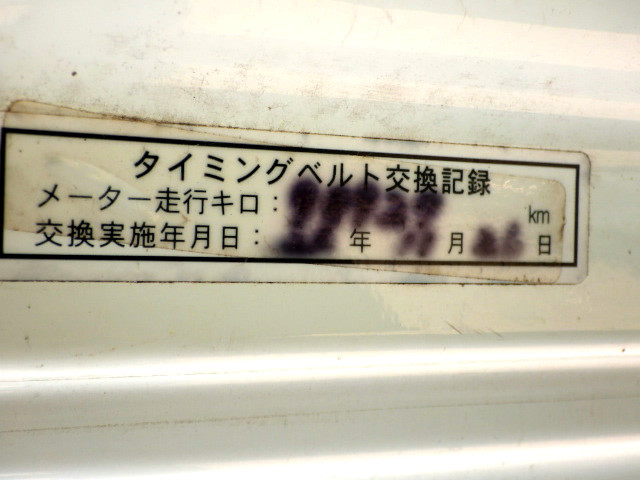 タイミングベルト交換記録
メーター走行キロ： km
交換実施年月日： 年 月 日